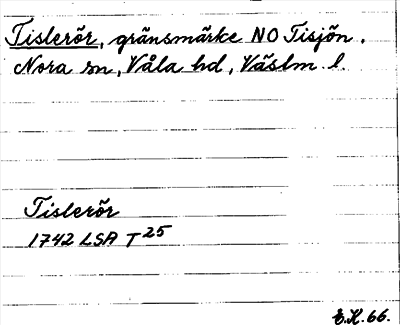 Tislerör, gränsmärke NO Tisjön.
Nora sn, Våla hd, Västm. l.
Tislerör
1742 LSA T25
E.K. 66.